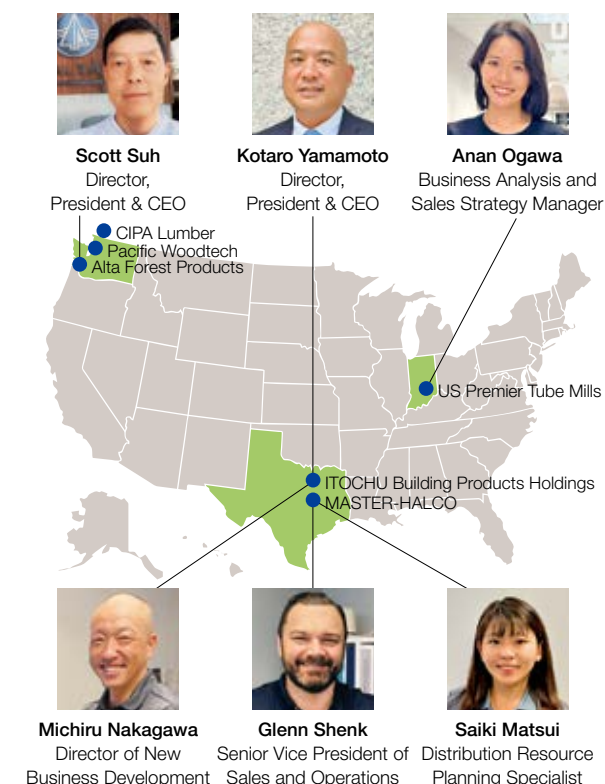 Scott Suh
Director,
President & CEO
Kotaro Yamamoto
Director,
President & CEO
Anan Ogawa
Business Analysis and
Sales Strategy Manager
CIPA Lumber
Pacific Woodtech
Alta Forest Products
US Premier Tube Mills
ITOCHU Building Products Holdings
MASTER-HALCO
Michiru Nakagawa
Director of New
Business Development
Glenn Shenk
Senior Vice President of
Sales and Operations
Saiki Matsui
Distribution Resource
Planning Specialist